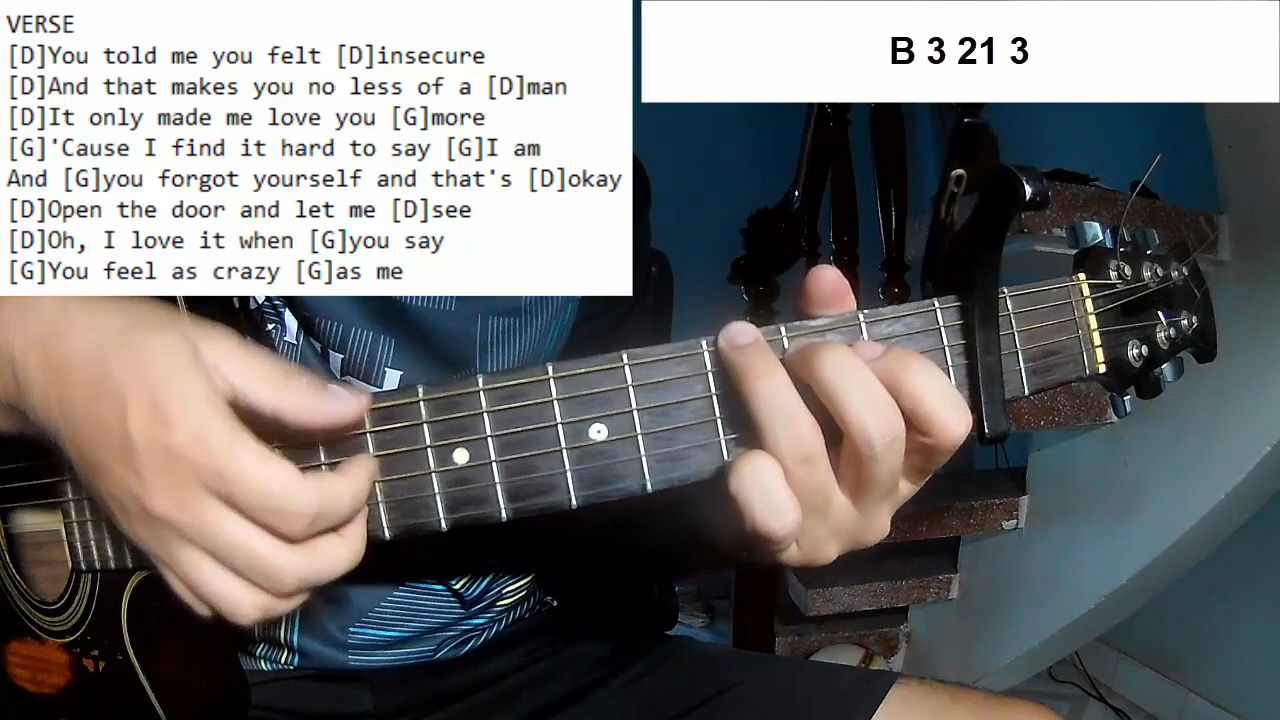 VERSE
[D]You told me you felt [D]insecure
[D]And that makes you no less of a [D]man
[D]It only made me love you [G]more
[G]'Cause I find it hard to say [G]I am
And [G]you forgot yourself and that's [D]okay
[D]Open the door and let me [D]see
[D]Oh, I love it when [G]you say
[G]You feel as crazy [G]as me
B 3 21 3